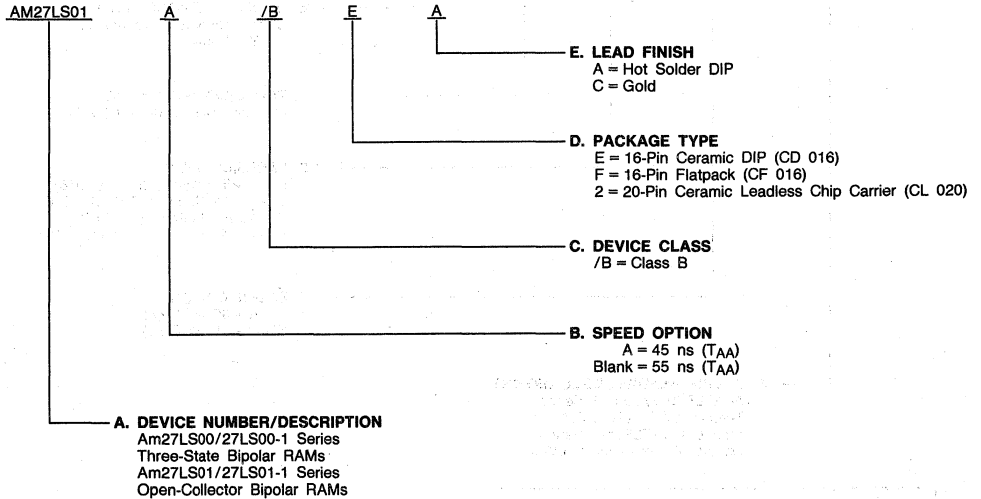 AM27LS01 A /B E A
E. LEAD FINISH
A = Hot Solder DIP
C = Gold
D. PACKAGE TYPE
E = 16-Pin Ceramic DIP (CD 016)
F = 16-Pin Flatpack (CF 016)
2 = 20-Pin Ceramic Leadless Chip Carrier (CL 020)
C. DEVICE CLASS
/B = Class B
B. SPEED OPTION
A = 45 ns (TAA)
Blank = 55 ns (TAA)
A. DEVICE NUMBER/DESCRIPTION
Am27LS00/27LS00-1 Series
Three-State Bipolar RAMs
Am27LS01/27LS01-1 Series
Open-Collector Bipolar RAMs